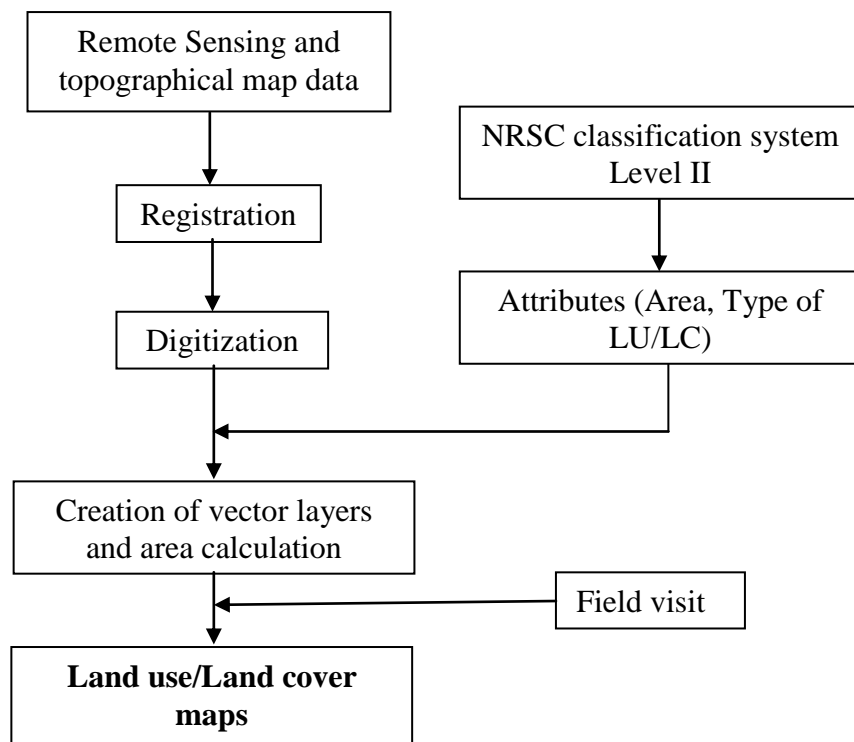 Remote Sensing and
topographical map data
NRSC classification system
Level II
Registration
Attributes (Area, Type of
LU/LC)
Digitization
Creation of vector layers
and area calculation
Field visit
Land use/Land cover
maps